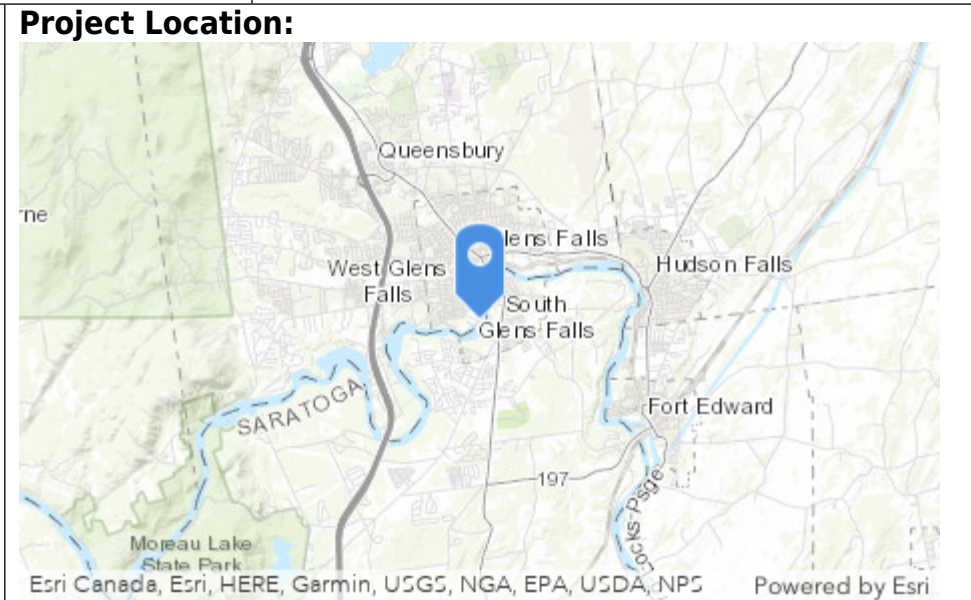 Project Location:
Queensbury
rne
lens Falls
West Glens
Falls
Hudson Falls
South
Glens Falls
SARATOGA
Fort Edward
197
ocks Psge
Moreau Lake
State Park
Esri Canada, Esri, HERE, Garmin, USGS, NGA, EPA, USDA, NPS
Powered by Esri